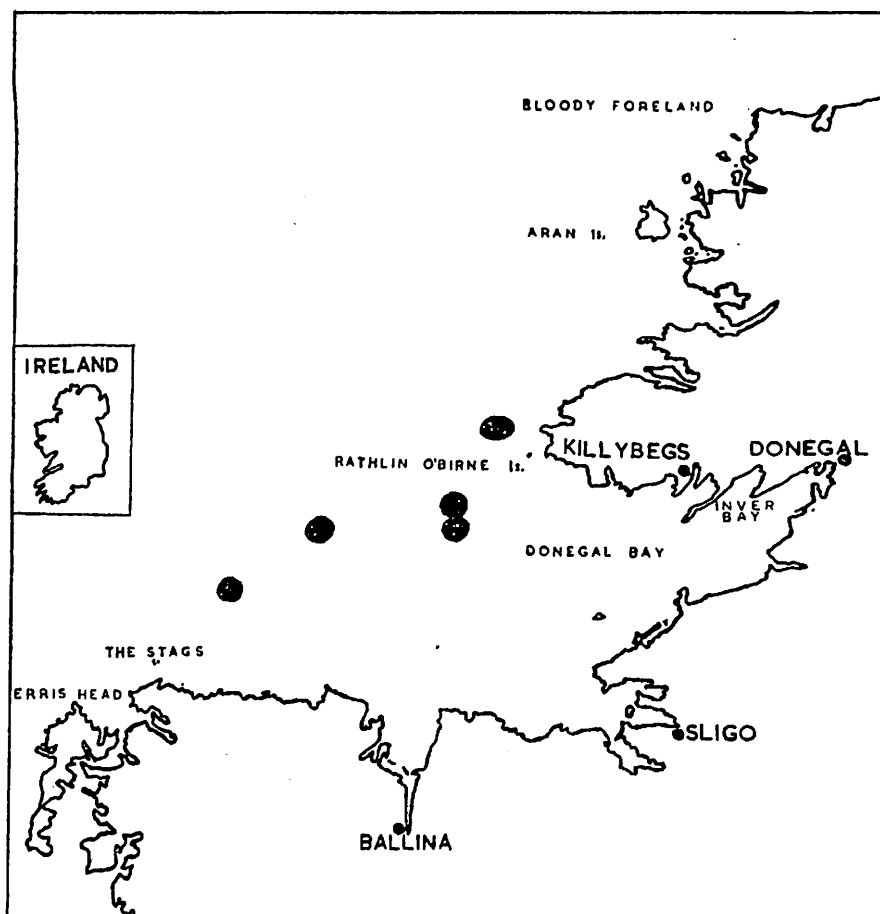 BLOODY FORELAND
ARAN Is.
IRELAND
KILLYBEGS
DONEGAL
RATHLIN O'BIRNE Is.
INVER
BAY
DONEGAL BAY
THE STAGS
ERRIS HEAD
SLIGO
BALLINA